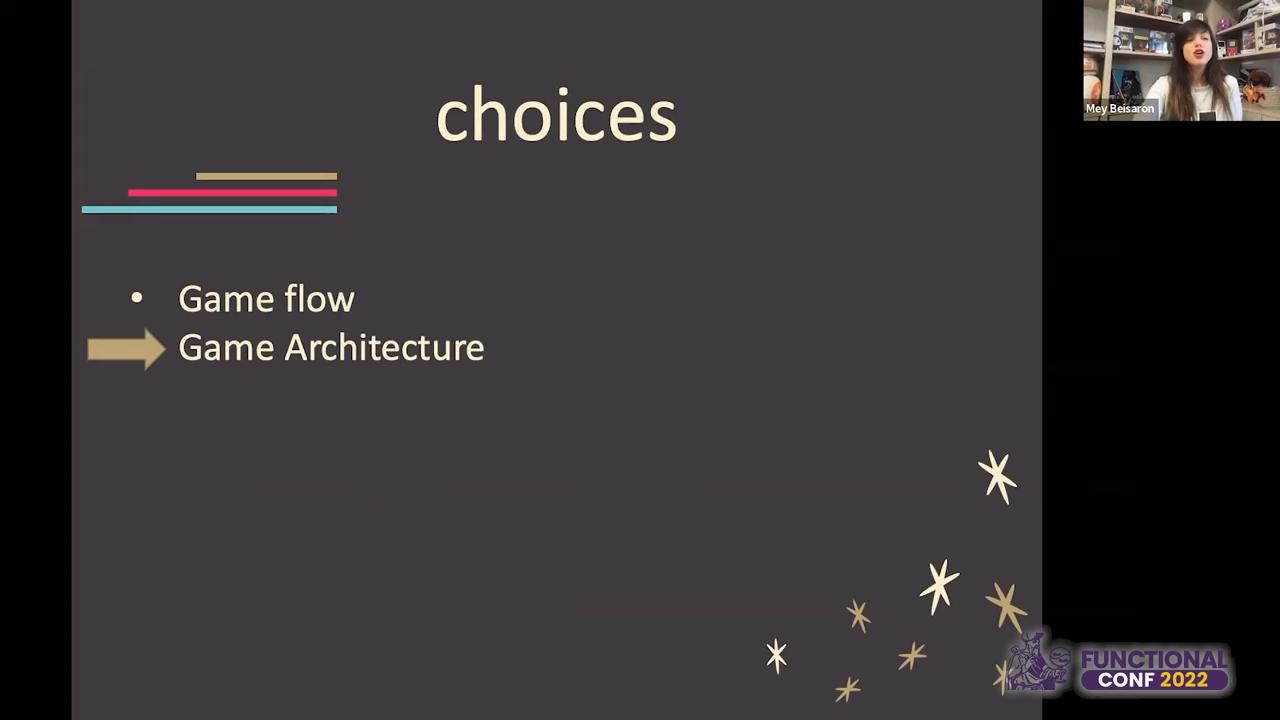 choices
Mey Beisaron
• Game flow
Game Architecture
FUNCTIONAL
CONF 2022